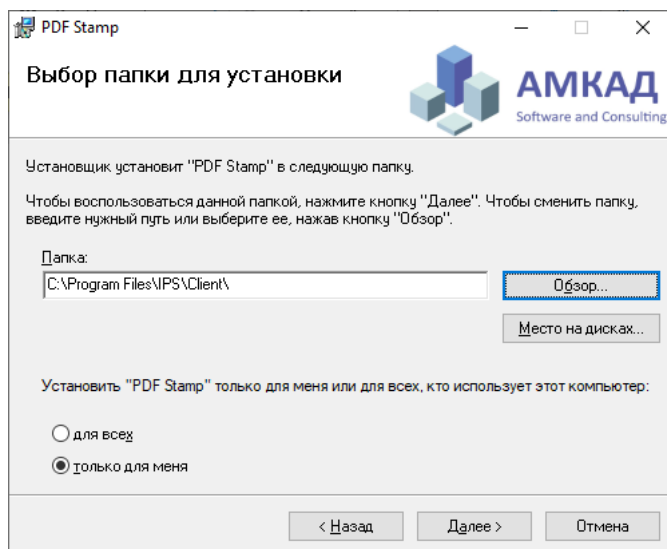 PDF Stamp
Выбор папки для установки
АМКАД
Software and Consulting
Установщик установит "PDF Stamp" в следующую папку.
Чтобы воспользоваться данной папкой, нажмите кнопку "Далее". Чтобы сменить папку,
введите нужный путь или выберите ее, нажав кнопку "Обзор".
Папка:
C:\Program Files\IPS\Client\
Обзор...
Место на дисках...
Установить "PDF Stamp" только для меня или для всех, кто использует этот компьютер:
для всех
только для меня
< Назад
Далее >
Отмена